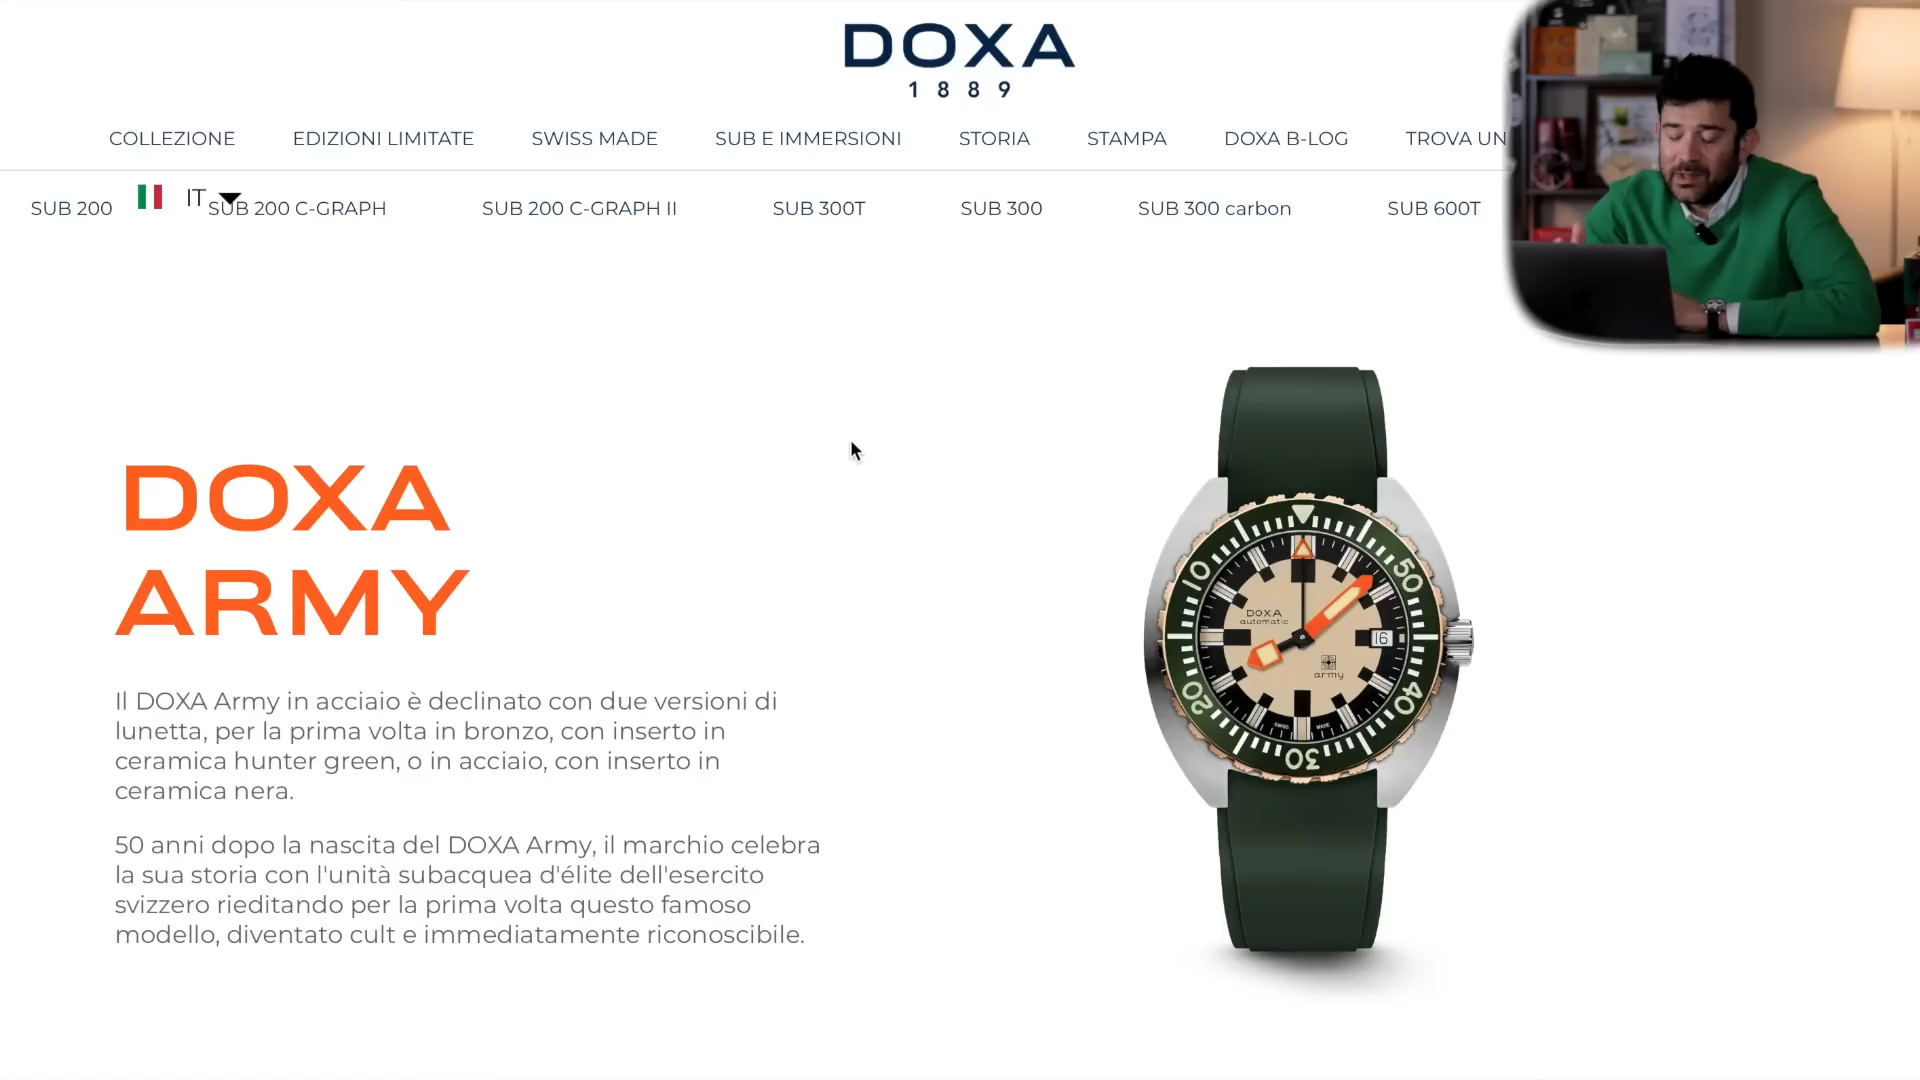 DOXA
1889
COLLEZIONE EDIZIONI LIMITATE SWISS MADE SUB E IMMERSIONI STORIA STAMPA DOXA B-LOG TROVA UN
IT
SUB 200 SUB 200 C-GRAPH SUB 200 C-GRAPH II SUB 300T SUB 300 SUB 300 carbon SUB 600T
DOXA
ARMY
Il DOXA Army in acciaio è declinato con due versioni di
lunetta, per la prima volta in bronzo, con inserto in
ceramica hunter green, o in acciaio, con inserto in
ceramica nera.
50 anni dopo la nascita del DOXA Army, il marchio celebra
la sua storia con l'unità subacquea d'élite dell'esercito
svizzero rieditando per la prima volta questo famoso
modello, diventato cult e immediatamente riconoscibile.
10
50
DOXA
automatic
16
army
20
40
SWISS MADE
30